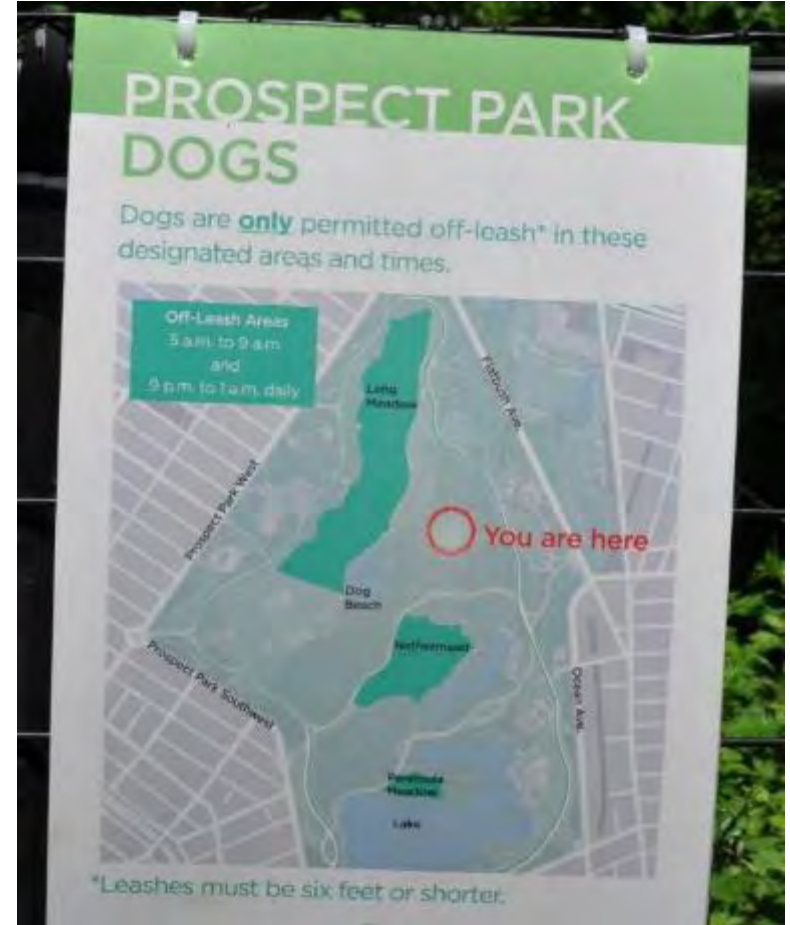 PROSPECT PARK
DOGS
Dogs are only permitted off-leash* in these
designated areas and times.
Off-Leash Areas
5 a.m. to 9 a.m.
and
9 p.m. to 1 a.m. daily
Long
Meadow
Flatbush Ave.
Prospect Park West
You are here
Dog
Beach
Nethermead
Prospect Park Southwest
Ocean Ave.
Peninsula
Meadow
Lake
*Leashes must be six feet or shorter.